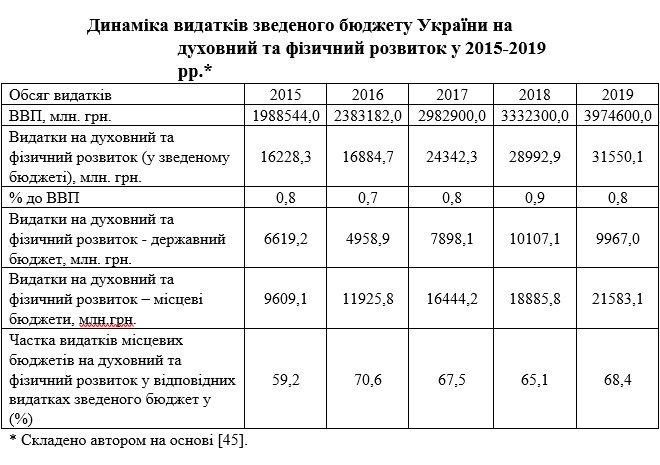 Динаміка видатків зведеного бюджету України на
духовний та фізичний розвиток у 2015-2019
рр.*
Обсяг видатків 2015 2016 2017 2018 2019
ВВП, млн. грн. 1988544,0 2383182,0 2982900,0 3332300,0 3974600,0
Видатки на духовний та
фізичний розвиток (у зведеному
бюджеті), млн. грн.
16228,3 16884,7 24342,3 28992,9 31550,1
% до ВВП 0,8 0,7 0,8 0,9 0,8
Видатки на духовний та
фізичний розвиток - державний
бюджет, млн. грн.
6619,2 4958,9 7898,1 10107,1 9967,0
Видатки на духовний та
фізичний розвиток – місцеві
бюджети, млн.грн.
9609,1 11925,8 16444,2 18885,8 21583,1
Частка видатків місцевих
бюджетів на духовний та
фізичний розвиток у відповідних
видатках зведеного бюджет у
(%)
59,2 70,6 67,5 65,1 68,4
* Складено автором на основі [45].